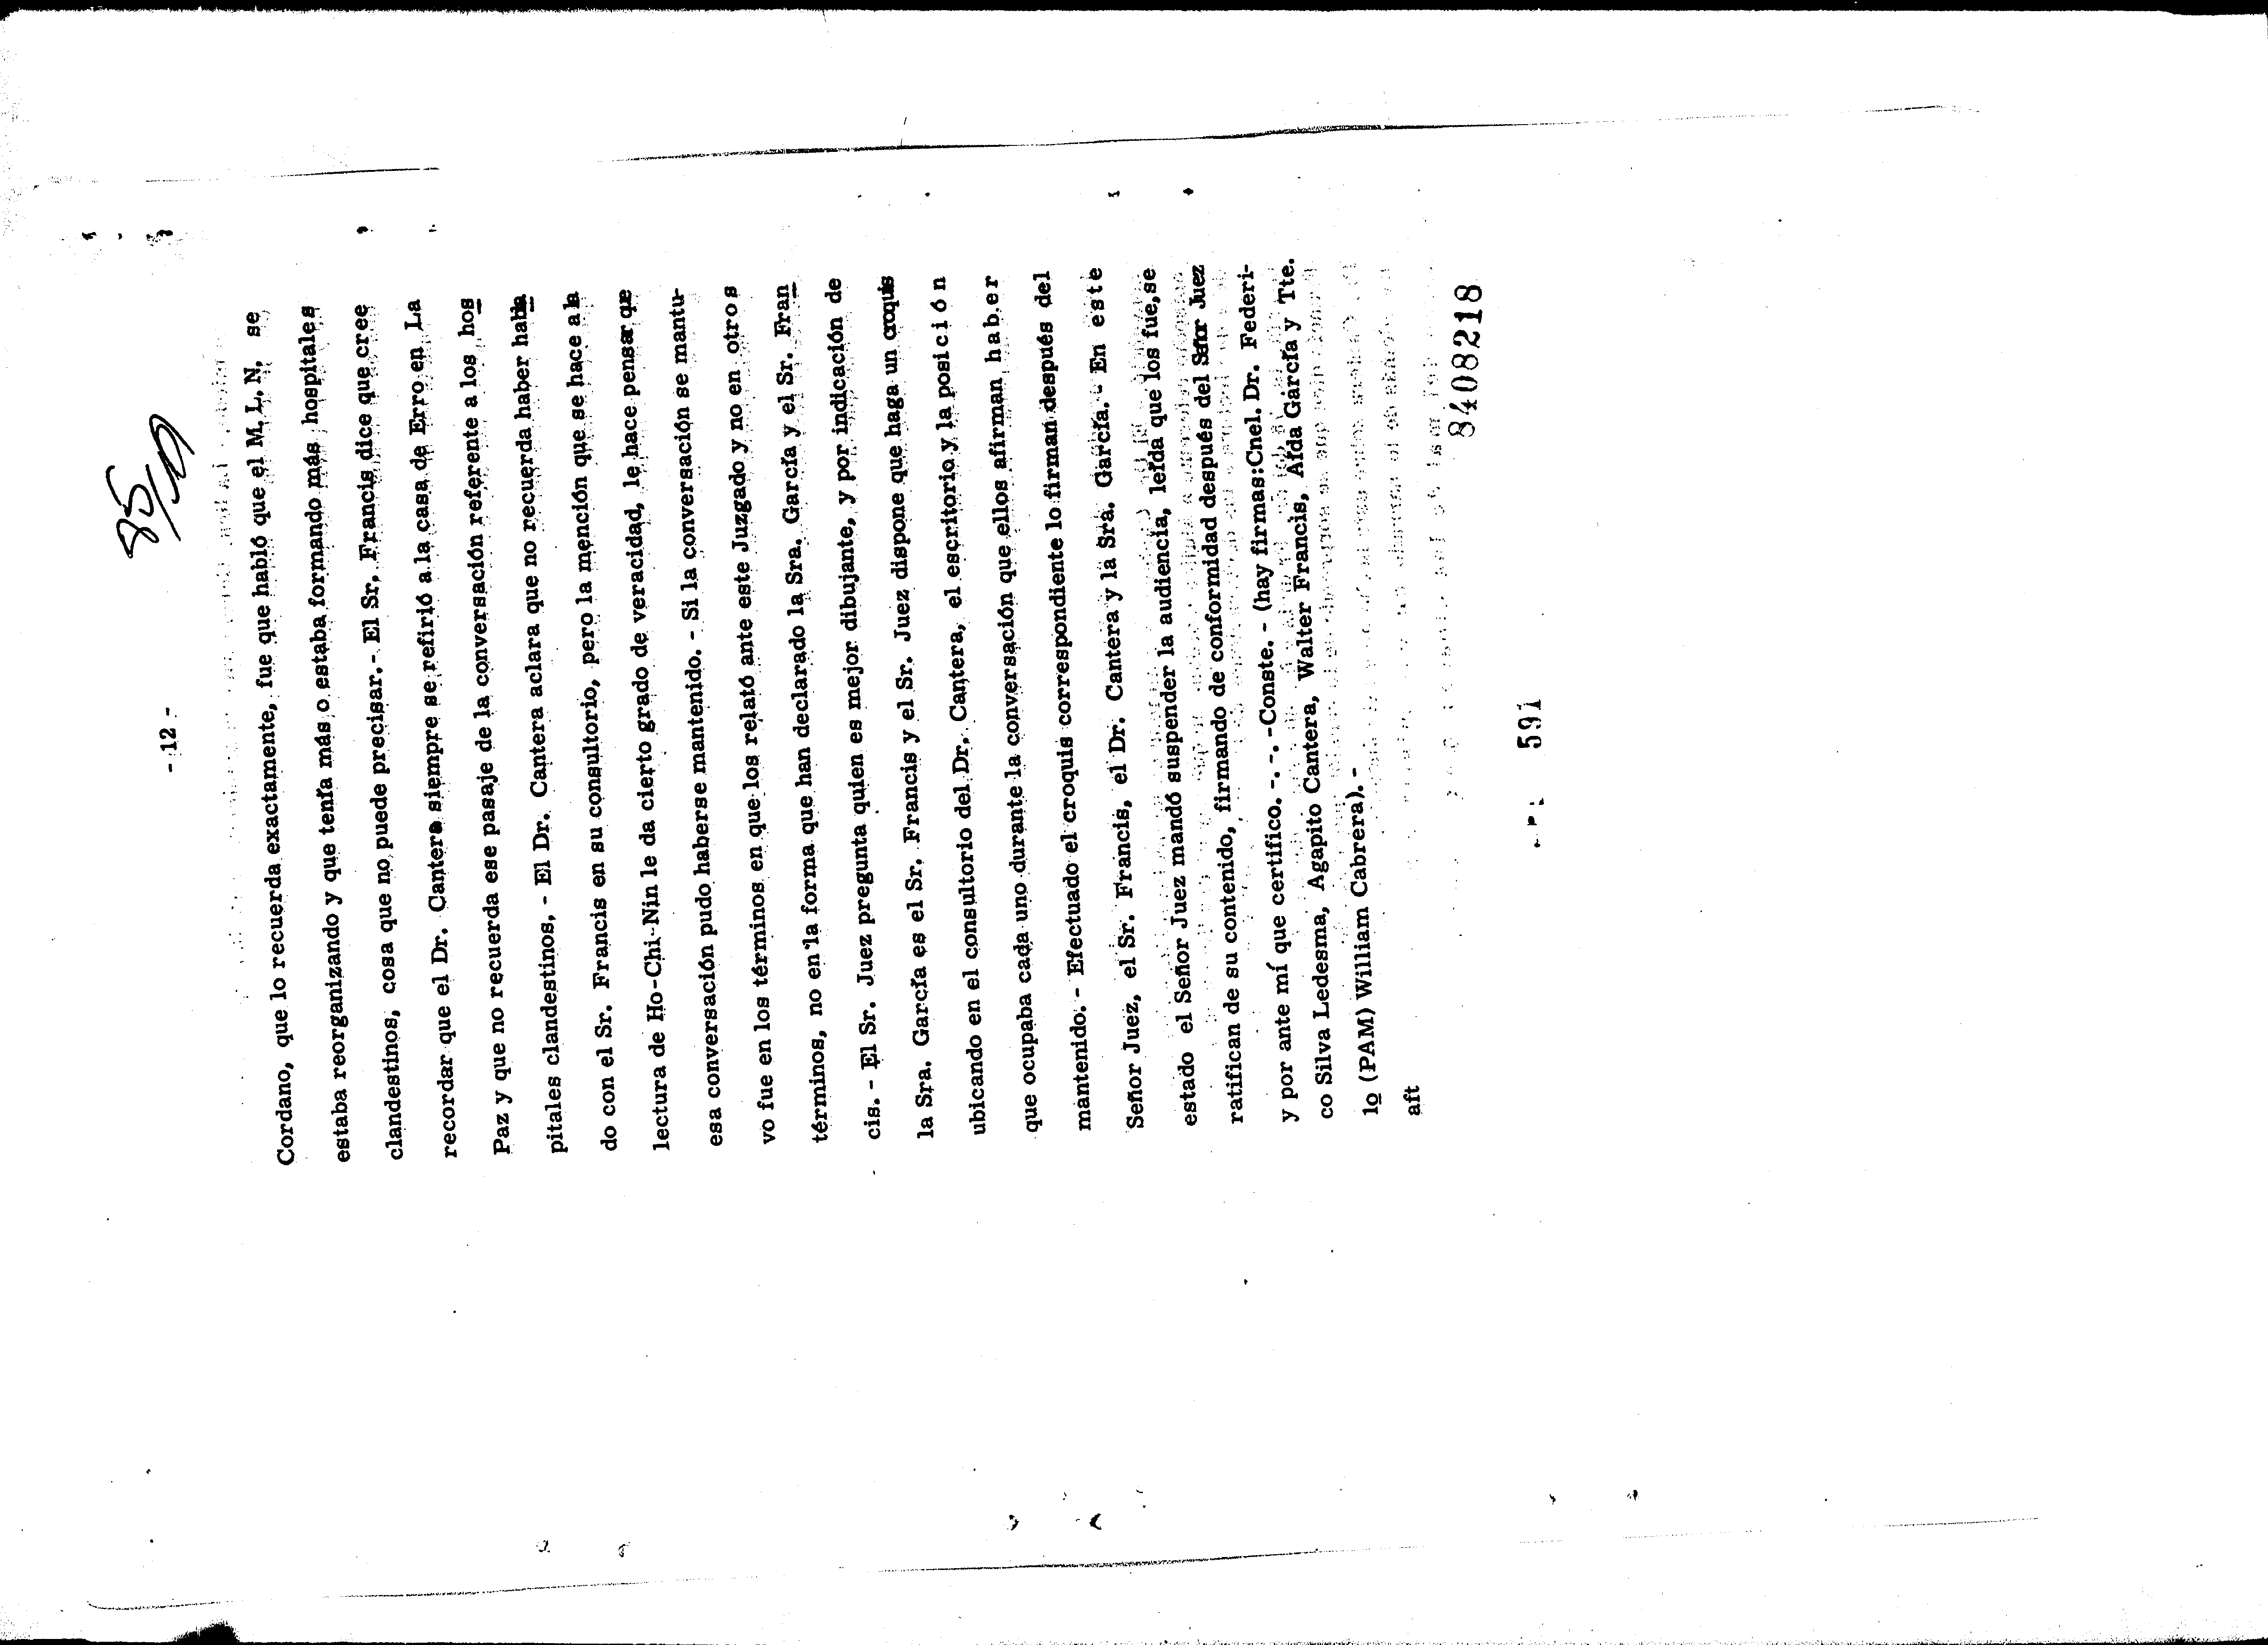 85
- 12 -
Cordano, que lo recuerda exactamente, fue que habló que el M. L. N. se
estaba reorganizando y que tenía más o estaba formando más hospitales
clandestinos, cosa que no puede precisar. - El Sr. Francis dice que cree
recordar que el Dr. Cantera siempre se refirió a la casa de Erro en La
Paz y que no recuerda ese pasaje de la conversación referente a los hos
pitales clandestinos. - El Dr. Cantera aclara que no recuerda haber habla
do con el Sr. Francis en su consultorio, pero la mención que se hace a la
lectura de Ho-Chi-Nin le da cierto grado de veracidad, le hace pensar que
esa conversación pudo haberse mantenido. - Si la conversación se mantu-
vo fue en los términos en que los relató ante este Juzgado y no en otros
términos, no en la forma que han declarado la Sra. García y el Sr. Fran
cis. - El Sr. Juez pregunta quien es mejor dibujante, y por indicación de
la Sra. García es el Sr. Francis y el Sr. Juez dispone que haga un croquis
ubicando en el consultorio del Dr. Cantera, el escritorio y la posición
que ocupaba cada uno durante la conversación que ellos afirman haber
mantenido. - Efectuado el croquis correspondiente lo firman después del
Señor Juez, el Sr. Francis, el Dr. Cantera y la Sra. García. - En este
estado el Señor Juez mandó suspender la audiencia, leída que los fue, se
ratifican de su contenido, firmando de conformidad después del Señor Juez
y por ante mí que certifico. -. -. -Conste. - (hay firmas:Cnel. Dr. Federi-
co Silva Ledesma, Agapito Cantera, Walter Francis, Aída García y Tte.
1o (PAM) William Cabrera). -
aft
8408218
591